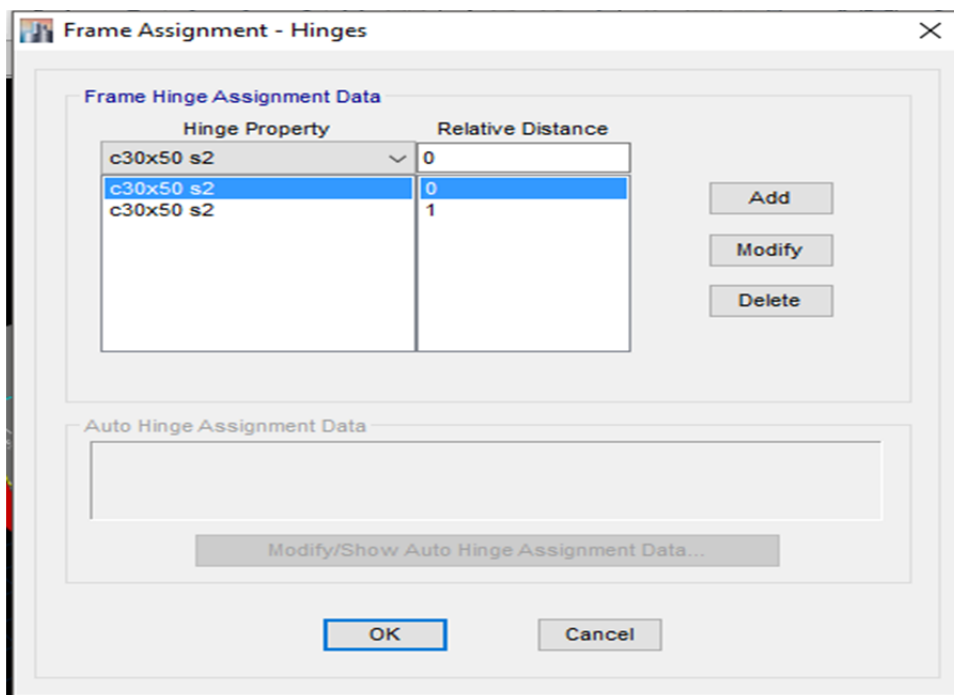 Frame Assignment - Hinges
Frame Hinge Assignment Data
Hinge Property Relative Distance
c30x50 s2 0
c30x50 s2 0
c30x50 s2 1
Add
Modify
Delete
Auto Hinge Assignment Data
Modify/Show Auto Hinge Assignment Data...
OK Cancel